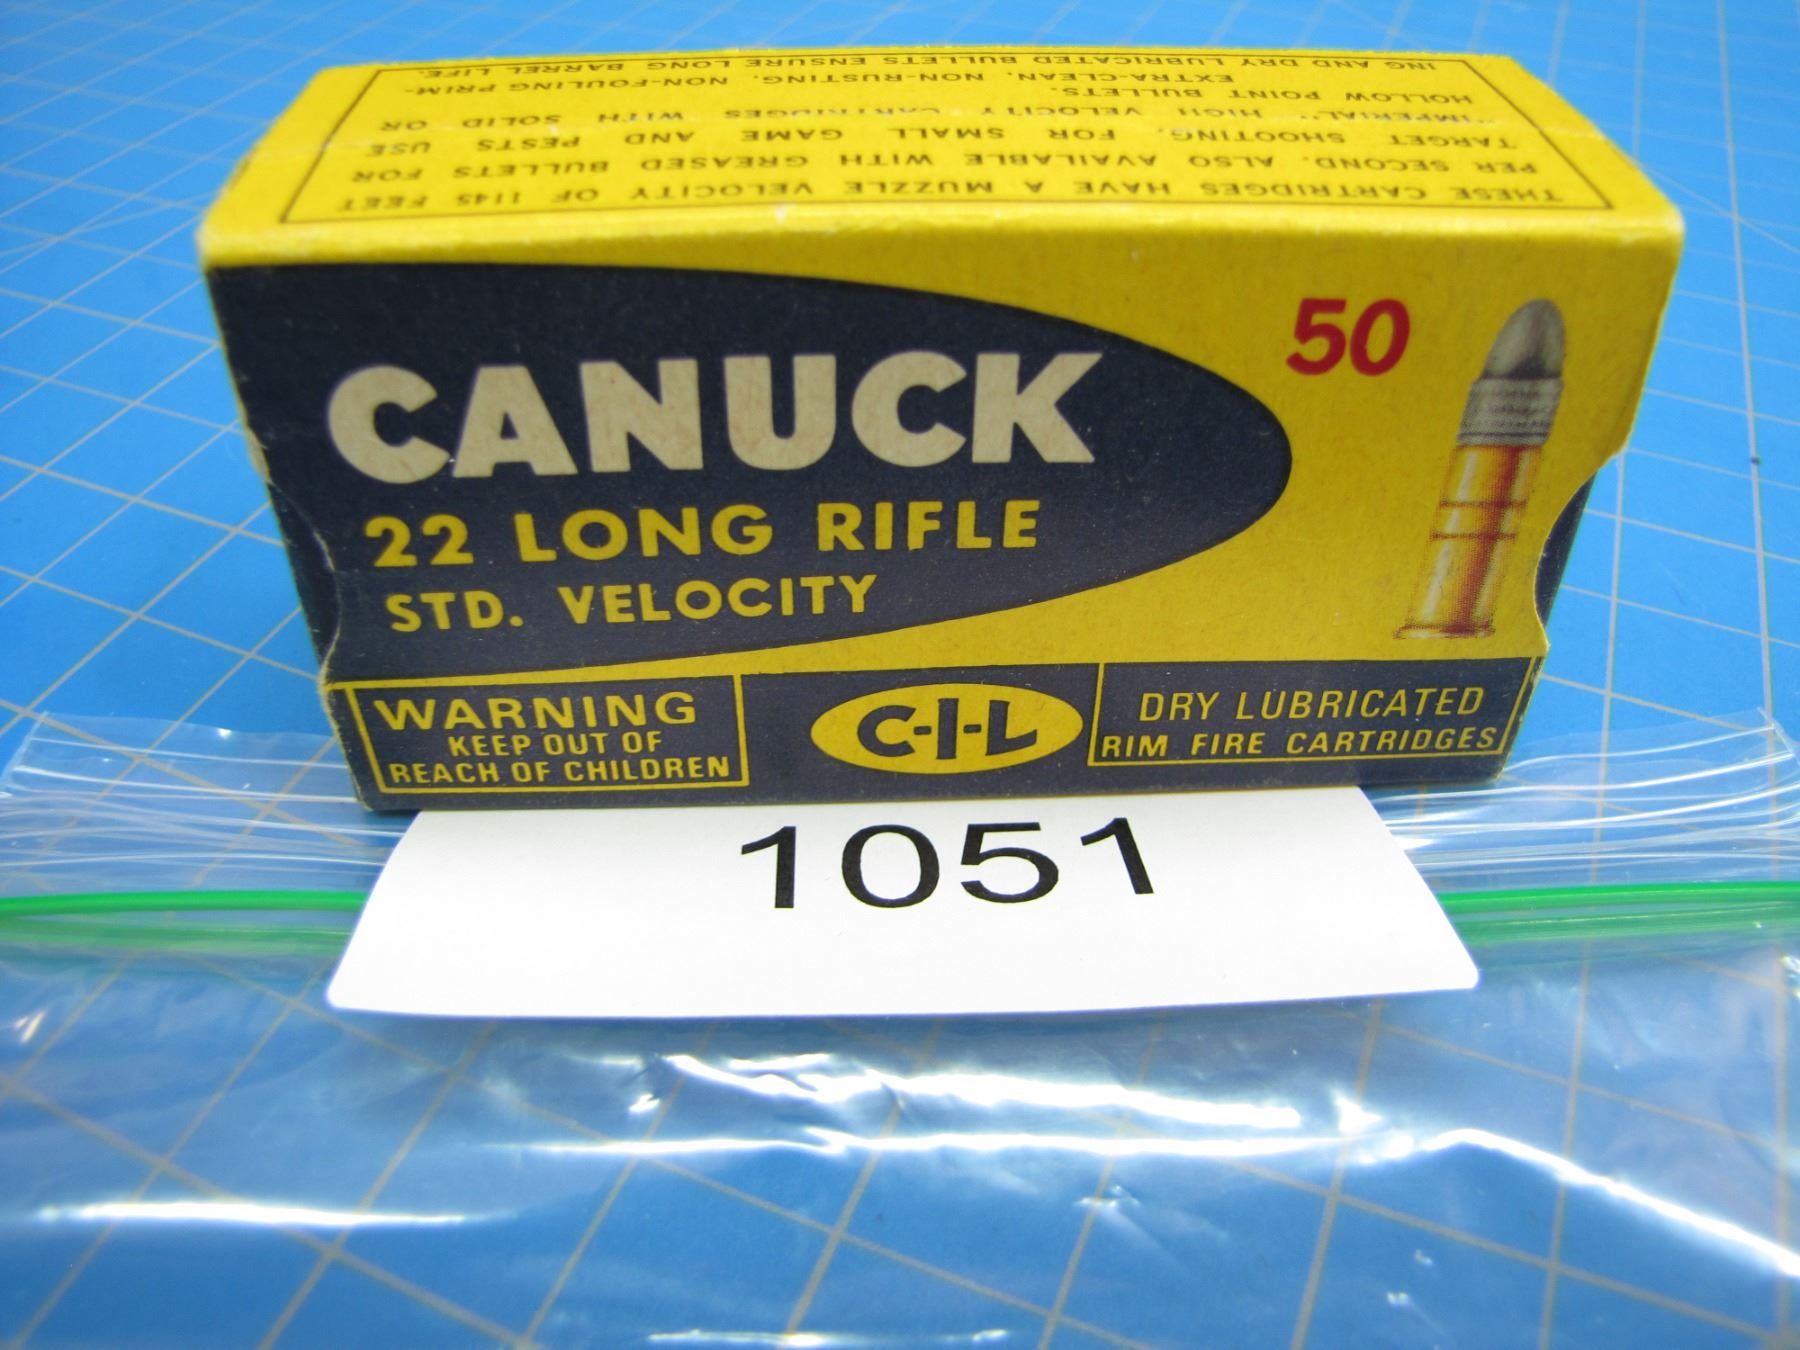 THESE CARTRIDGES HAVE A MUZZLE VELOCITY OF 1145 FEET
PER SECOND. ALSO AVAILABLE WITH GREASED BULLETS FOR
TARGET SHOOTING. FOR SMALL GAME AND PESTS USE
"IMPERIAL" HIGH VELOCITY CARTRIDGES WITH SOLID OR
HOLLOW POINT BULLETS.
EXTRA-CLEAN, NON-RUSTING, NON-FOULING PRIM-
ING AND DRY LUBRICATED BULLETS ENSURE LONG BARREL LIFE.
CANUCK
22 LONG RIFLE
STD. VELOCITY
50
WARNING
KEEP OUT OF
REACH OF CHILDREN
C-I-L
DRY LUBRICATED
RIM FIRE CARTRIDGES
1051